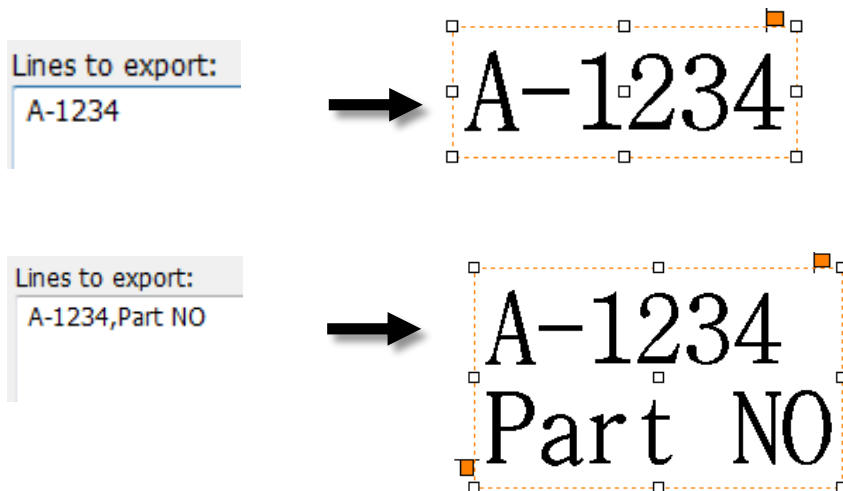 Lines to export:
A-1234
A-1234
Lines to export:
A-1234,Part NO
A-1234
Part NO